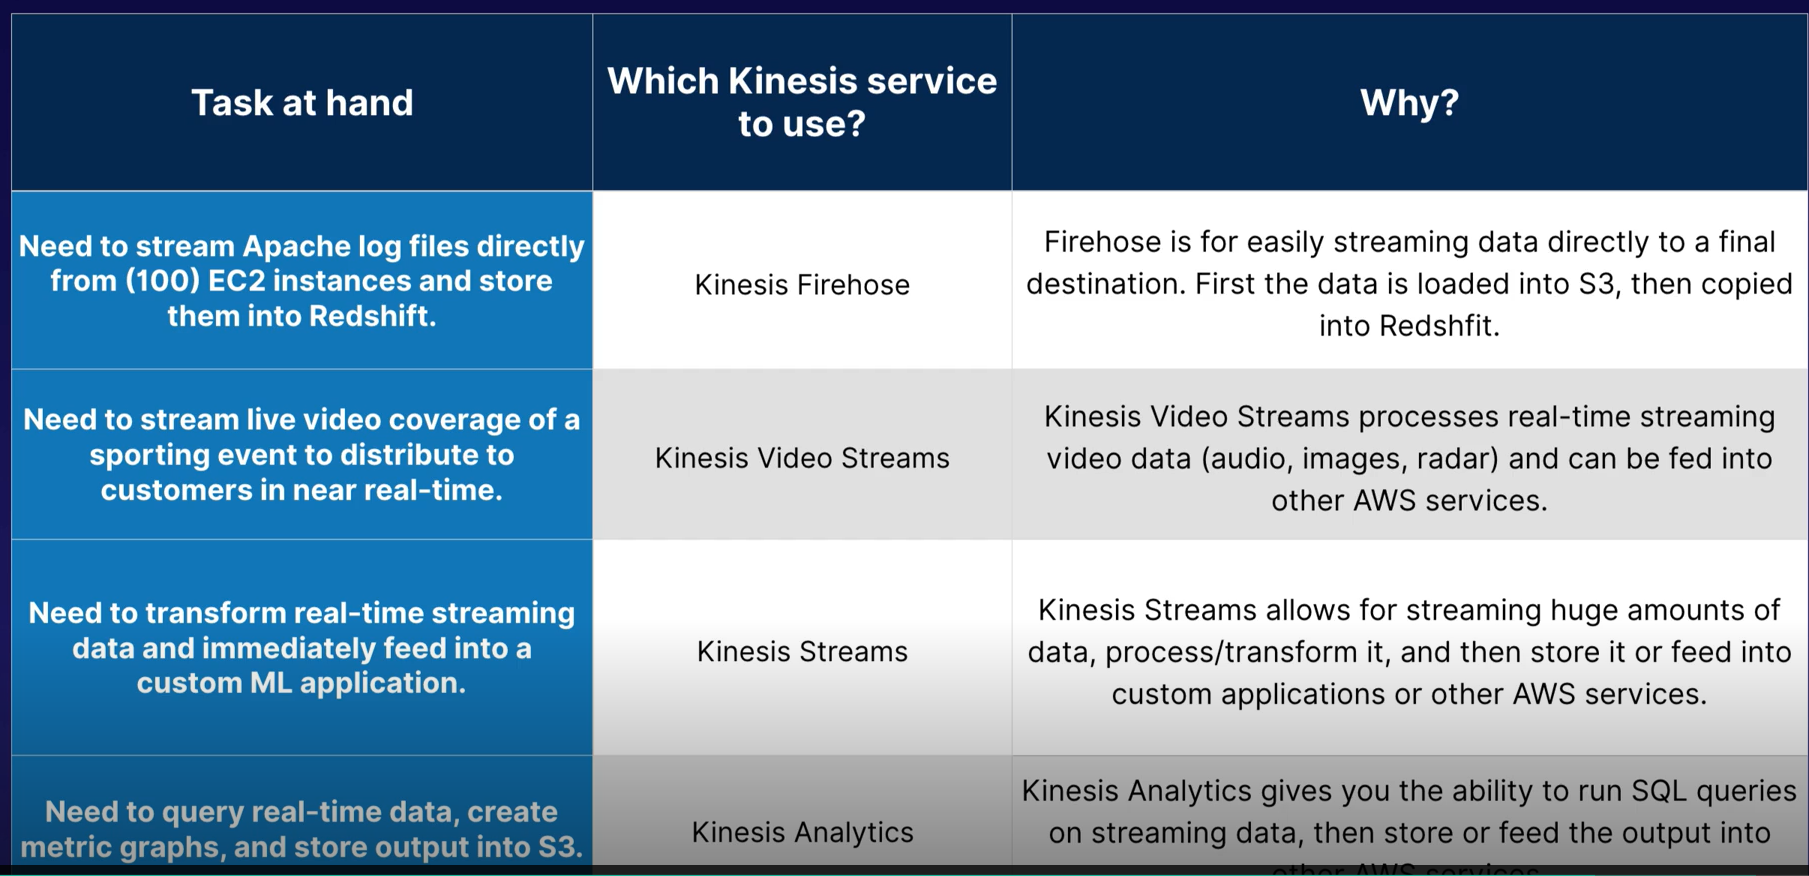 Task at hand
Which Kinesis service
to use?
Why?
Need to stream Apache log files directly
from (100) EC2 instances and store
them into Redshift.
Kinesis Firehose
Firehose is for easily streaming data directly to a final
destination. First the data is loaded into S3, then copied
into Redshfit.
Need to stream live video coverage of a
sporting event to distribute to
customers in near real-time.
Kinesis Video Streams
Kinesis Video Streams processes real-time streaming
video data (audio, images, radar) and can be fed into
other AWS services.
Need to transform real-time streaming
data and immediately feed into a
custom ML application.
Kinesis Streams
Kinesis Streams allows for streaming huge amounts of
data, process/transform it, and then store it or feed into
custom applications or other AWS services.
Need to query real-time data, create
metric graphs, and store output into S3.
Kinesis Analytics
Kinesis Analytics gives you the ability to run SQL queries
on streaming data, then store or feed the output into
other AWS services